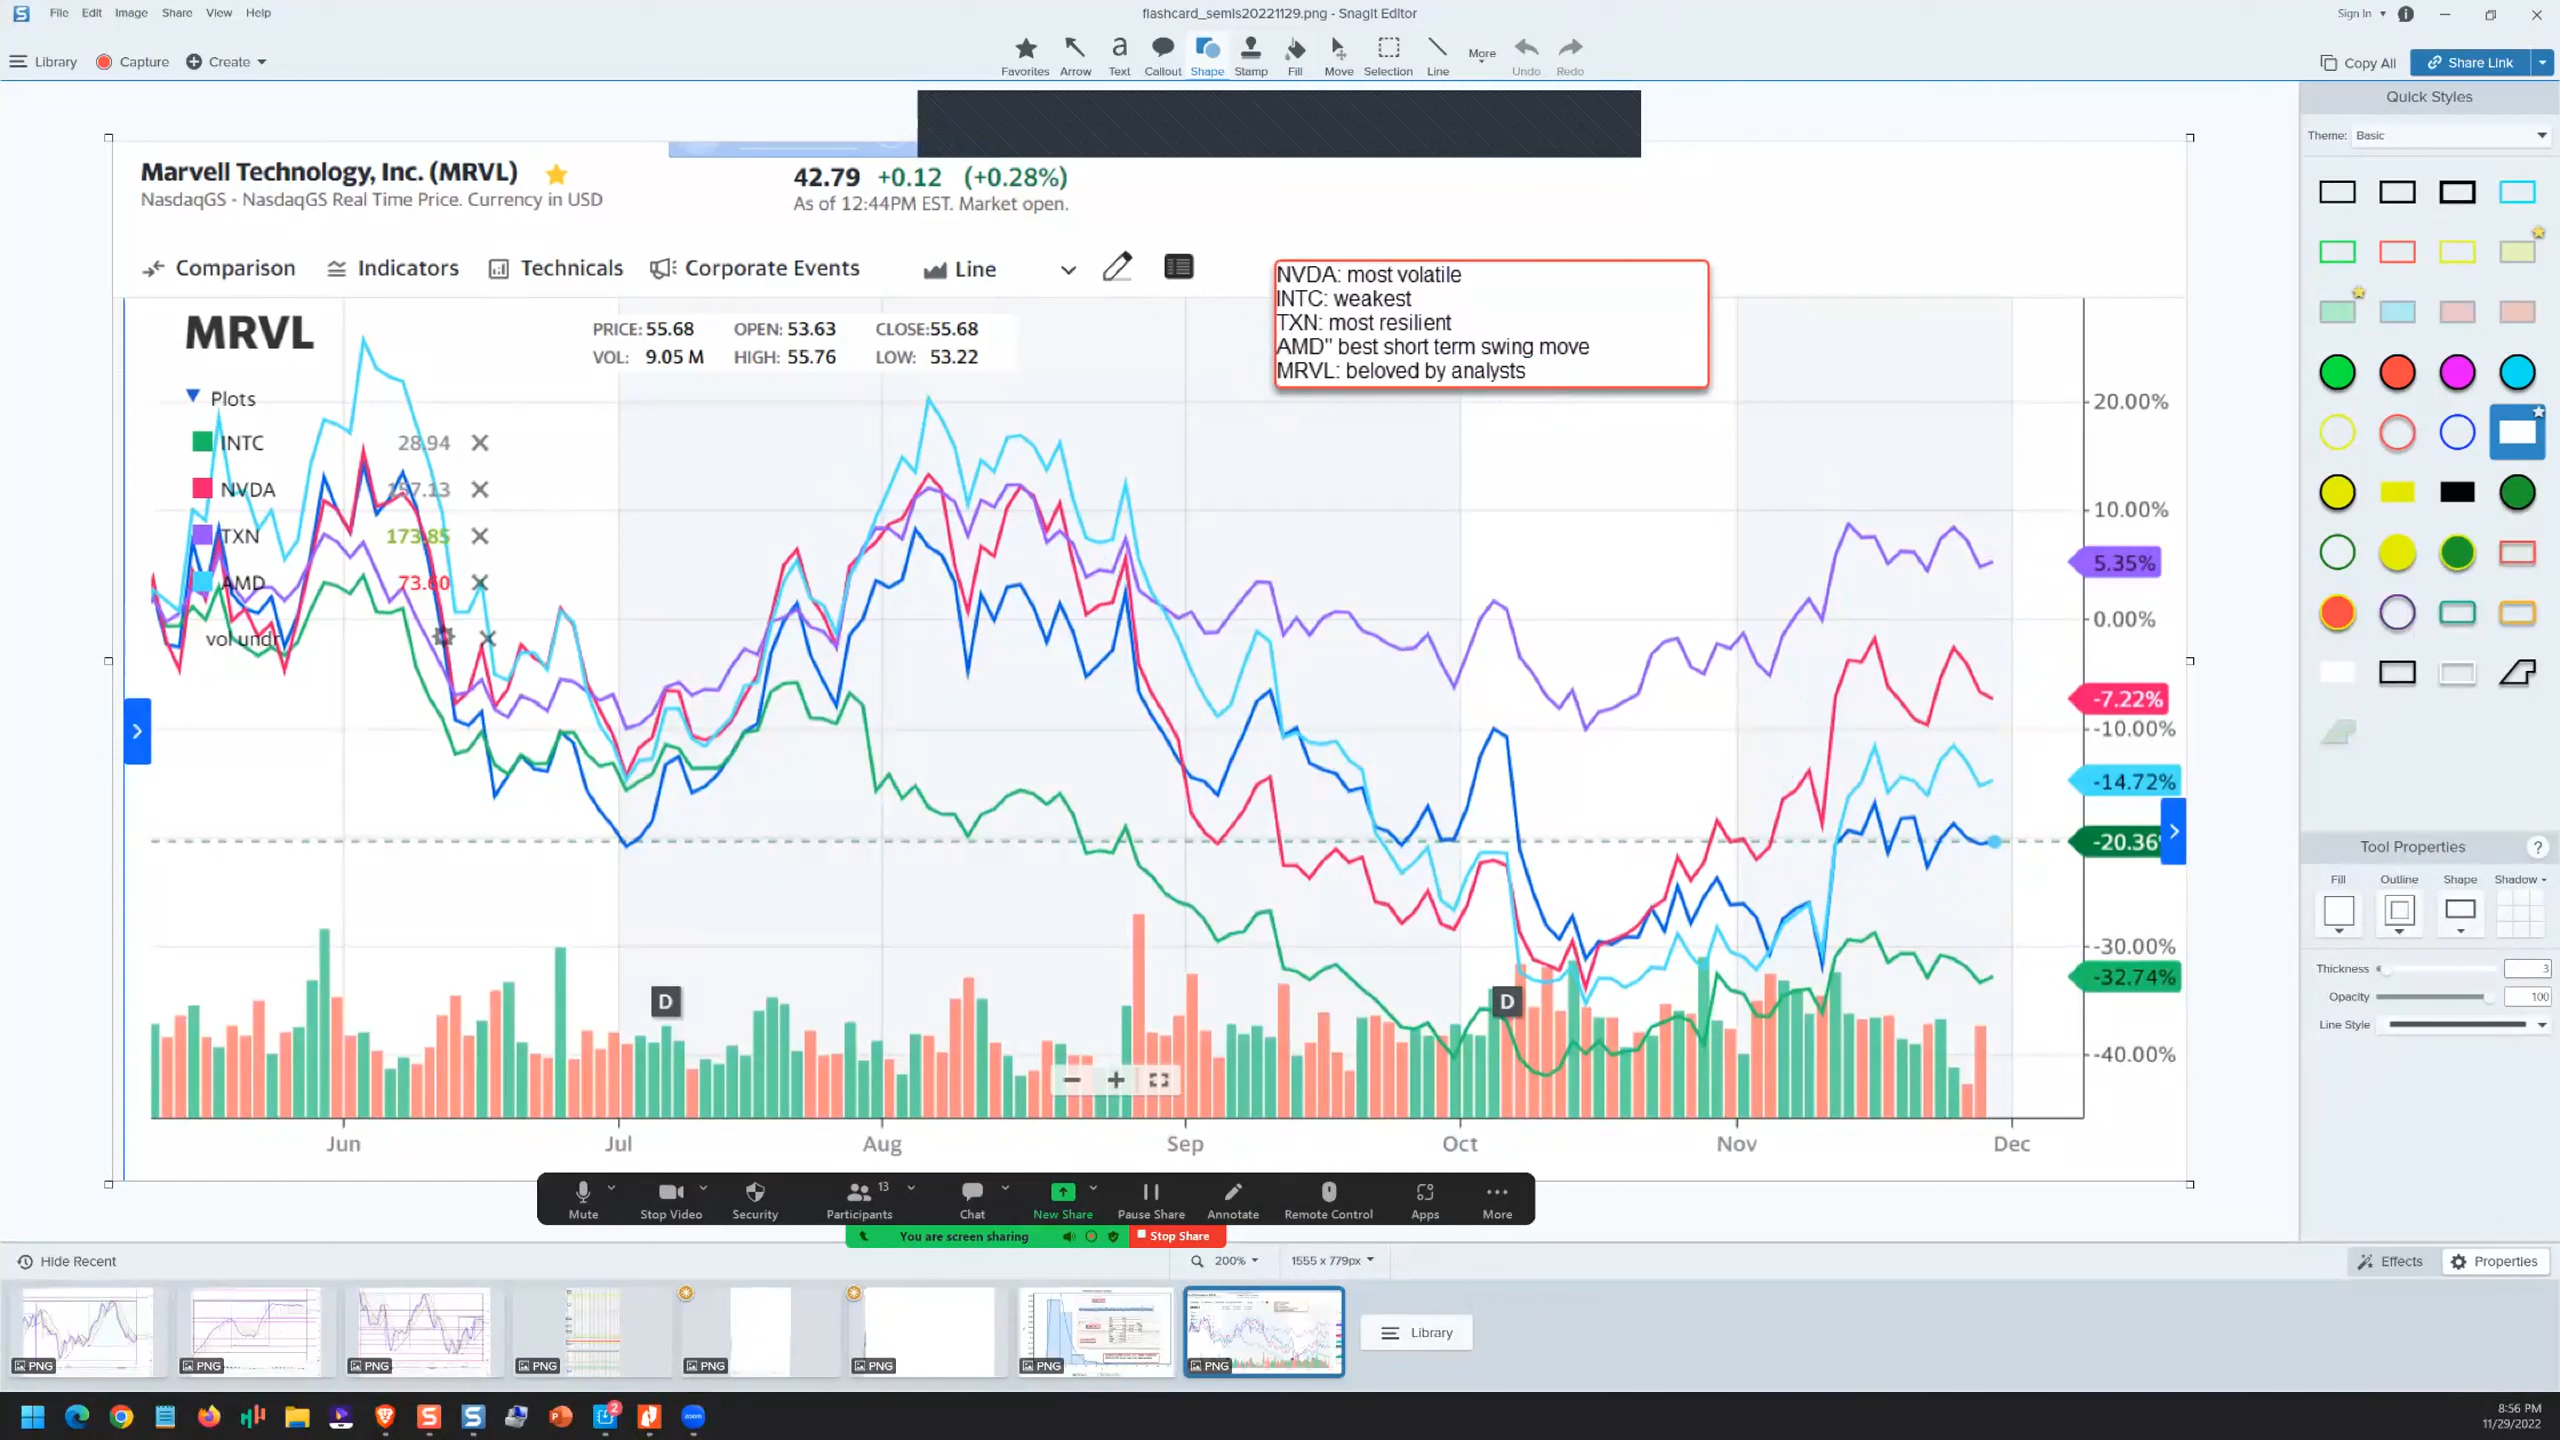 File Edit Image Share View Help
flashcard_semIs20221129.png - Snagit Editor
Sign In
Library Capture Create
Favorites Arrow Text Callout Shape Stamp Fill Move Selection Line More Undo Redo
Copy All Share Link
Quick Styles
Theme: Basic
Marvell Technology, Inc. (MRVL)
NasdaqGS - NasdaqGS Real Time Price. Currency in USD
42.79 +0.12 (+0.28%)
As of 12:44PM EST. Market open.
Comparison Indicators Technicals Corporate Events Line
NVDA: most volatile
INTC: weakest
TXN: most resilient
AMD" best short term swing move
MRVL: beloved by analysts
MRVL
PRICE: 55.68 OPEN: 53.63 CLOSE:55.68
VOL: 9.05 M HIGH: 55.76 LOW: 53.22
Plots
INTC 28.94
NVDA 157.13
TXN 173.85
AMD 73.60
vol undr
20.00%
10.00%
5.35%
0.00%
-7.22%
-10.00%
-14.72%
-20.36
-30.00%
-32.74%
-40.00%
D D
Jun Jul Aug Sep Oct Nov Dec
Tool Properties ?
Fill Outline Shape Shadow
Thickness 3
Opacity 100
Line Style
Mute Stop Video Security Participants 13 Chat New Share Pause Share Annotate Remote Control Apps More
You are screen sharing Stop Share
Hide Recent
200% 1555 x 779px
Effects Properties
PNG PNG PNG PNG PNG PNG PNG PNG
Library
2
zoom
8:56 PM
11/29/2022